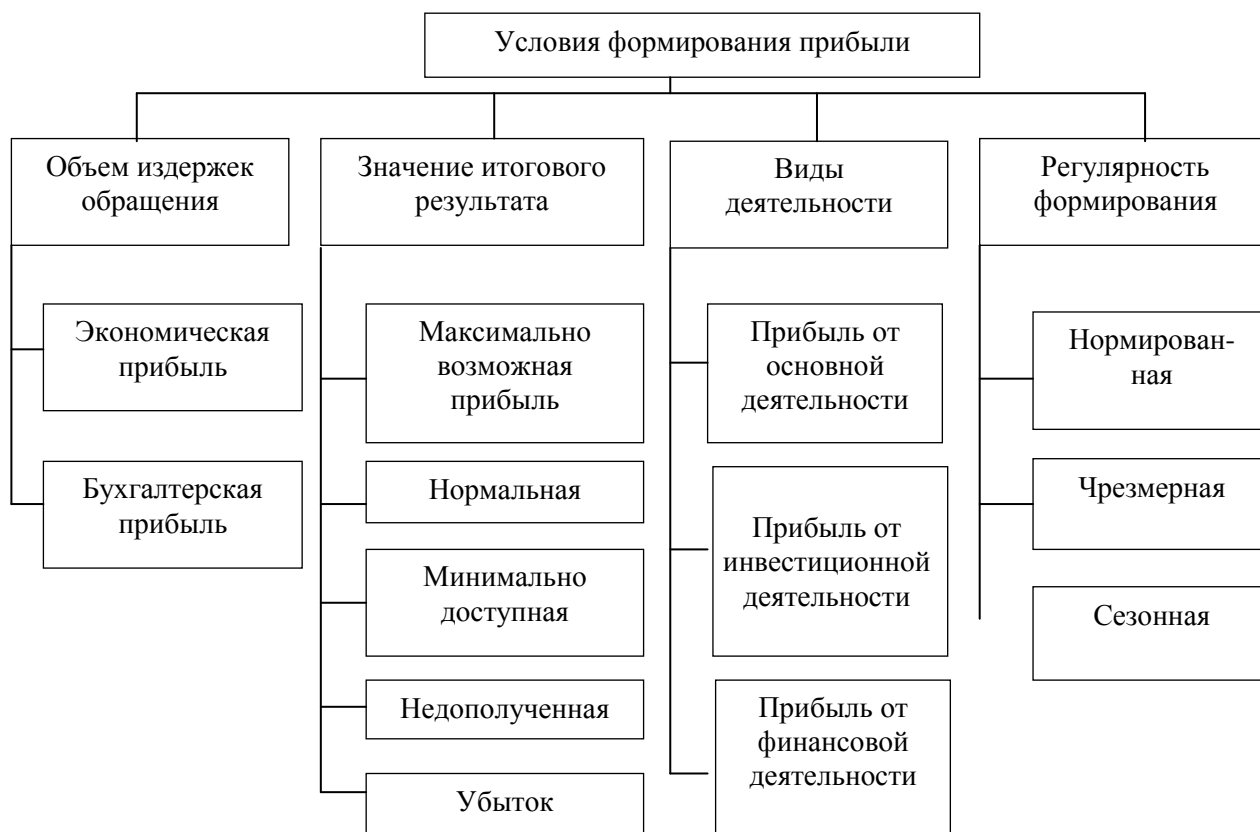 Условия формирования прибыли
Объем издержек
обращения
Экономическая
прибыль
Бухгалтерская
прибыль
Значение итогового
результата
Максимально
возможная
прибыль
Нормальная
Минимально
доступная
Недополученная
Убыток
Виды
деятельности
Прибыль от
основной
деятельности
Прибыль от
инвестиционной
деятельности
Прибыль от
финансовой
деятельности
Регулярность
формирования
Нормирован-
ная
Чрезмерная
Сезонная